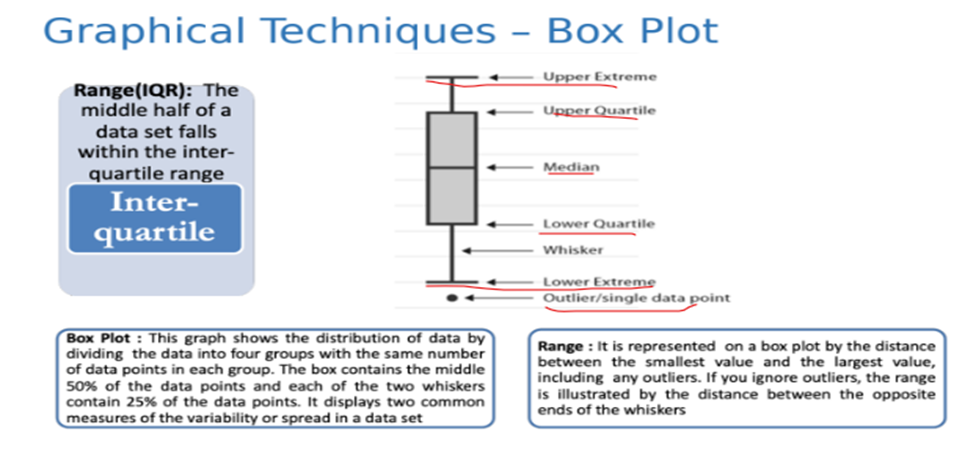 Graphical Techniques – Box Plot
Range(IQR): The
middle half of a
data set falls
within the inter-
quartile range
Inter-
quartile
Upper Extreme
Upper Quartile
Median
Lower Quartile
Whisker
Lower Extreme
Outlier/single data point
Box Plot : This graph shows the distribution of data by
dividing the data into four groups with the same number
of data points in each group. The box contains the middle
50% of the data points and each of the two whiskers
contain 25% of the data points. It displays two common
measures of the variability or spread in a data set
Range : It is represented on a box plot by the distance
between the smallest value and the largest value,
including any outliers. If you ignore outliers, the range
is illustrated by the distance between the opposite
ends of the whiskers